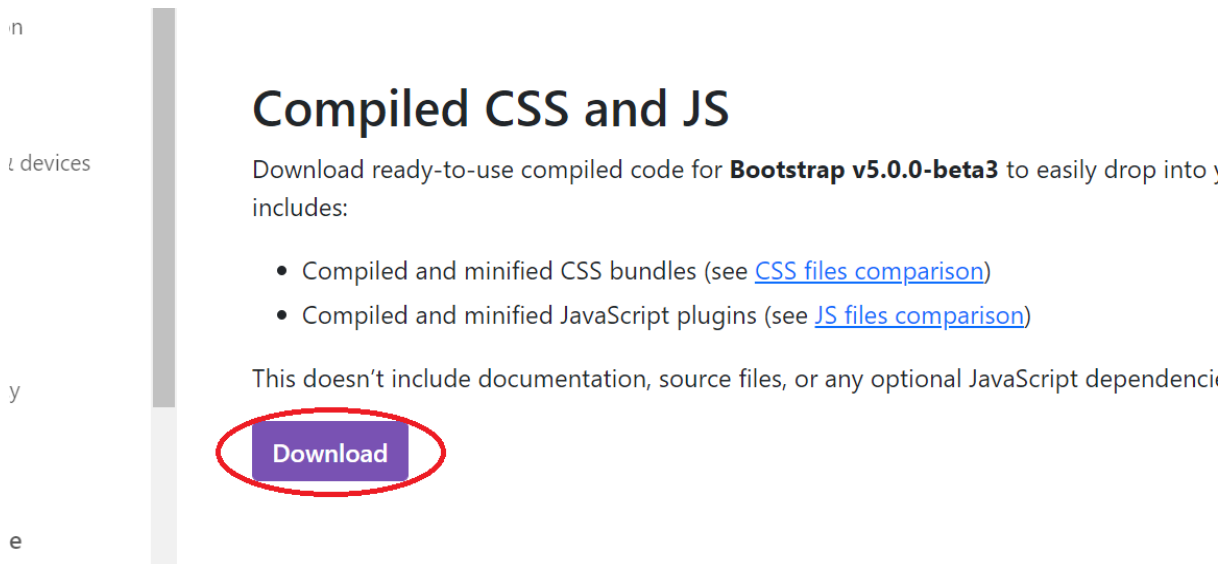 Compiled CSS and JS
devices
Download ready-to-use compiled code for Bootstrap v5.0.0-beta3 to easily drop into
includes:
• Compiled and minified CSS bundles (see CSS files comparison)
• Compiled and minified JavaScript plugins (see JS files comparison)
This doesn’t include documentation, source files, or any optional JavaScript
Download